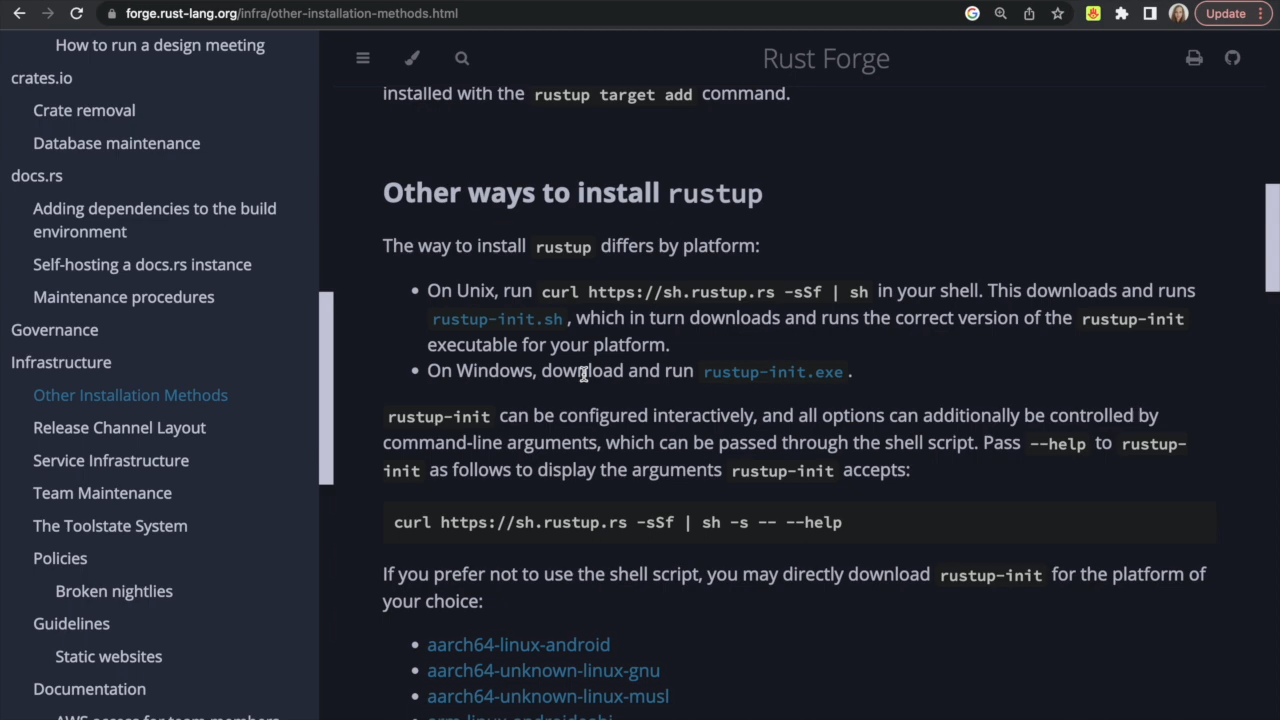 forge.rust-lang.org/infra/other-installation-methods.html
Update
How to run a design meeting
crates.io
Crate removal
Database maintenance
docs.rs
Adding dependencies to the build
environment
Self-hosting a docs.rs instance
Maintenance procedures
Governance
Infrastructure
Other Installation Methods
Release Channel Layout
Service Infrastructure
Team Maintenance
The Toolstate System
Policies
Broken nightlies
Guidelines
Static websites
Documentation
AWS access for team members
Rust Forge
installed with the rustup target add command.
Other ways to install rustup
The way to install rustup differs by platform:
• On Unix, run curl https://sh.rustup.rs -sSf | sh in your shell. This downloads and runs
rustup-init.sh, which in turn downloads and runs the correct version of the rustup-init
executable for your platform.
• On Windows, download and run rustup-init.exe.
rustup-init can be configured interactively, and all options can additionally be controlled by
command-line arguments, which can be passed through the shell script. Pass --help to rustup-
init as follows to display the arguments rustup-init accepts:
curl https://sh.rustup.rs -sSf | sh -s -- --help
If you prefer not to use the shell script, you may directly download rustup-init for the platform of
your choice:
• aarch64-linux-android
• aarch64-unknown-linux-gnu
• aarch64-unknown-linux-musl
• arm-linux-androideabi